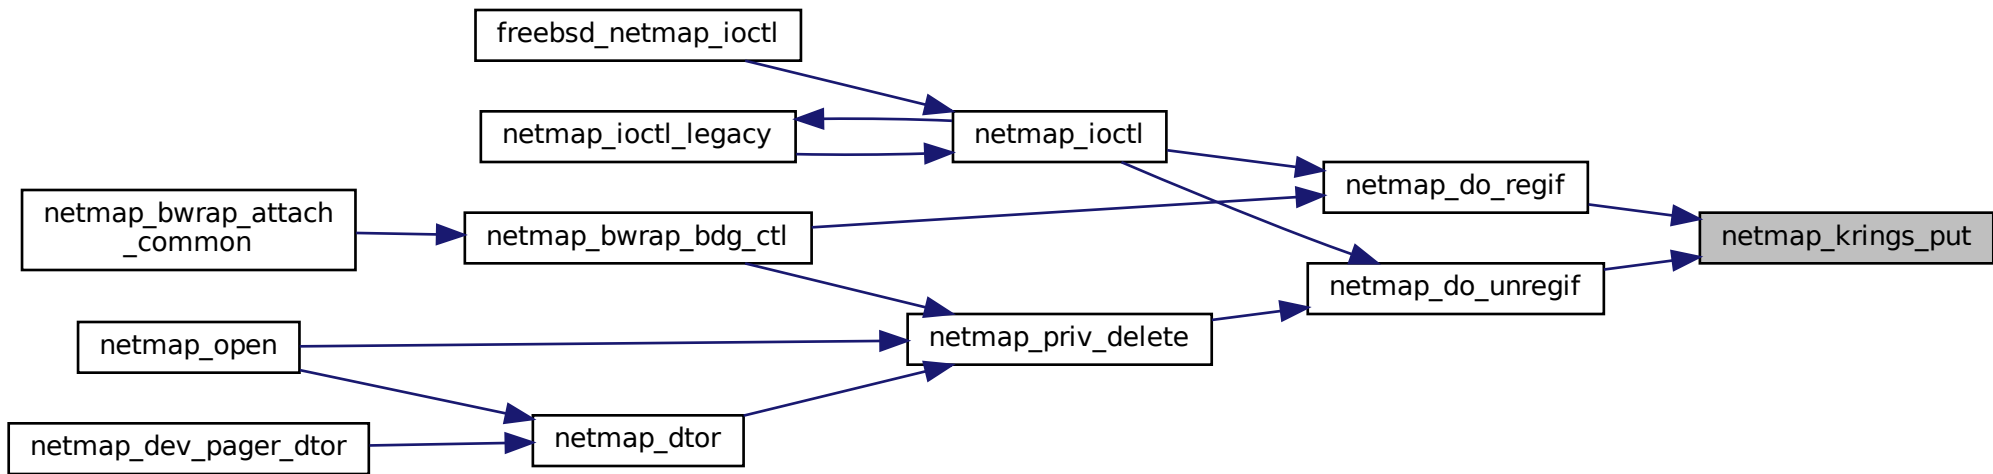 freebsd_netmap_ioctl
netmap_ioctl_legacy
netmap_ioctl
netmap_do_regif
netmap_bwrap_attach
_common
netmap_bwrap_bdg_ctl
netmap_krings_put
netmap_do_unregif
netmap_open
netmap_priv_delete
netmap_dtor
netmap_dev_pager_dtor